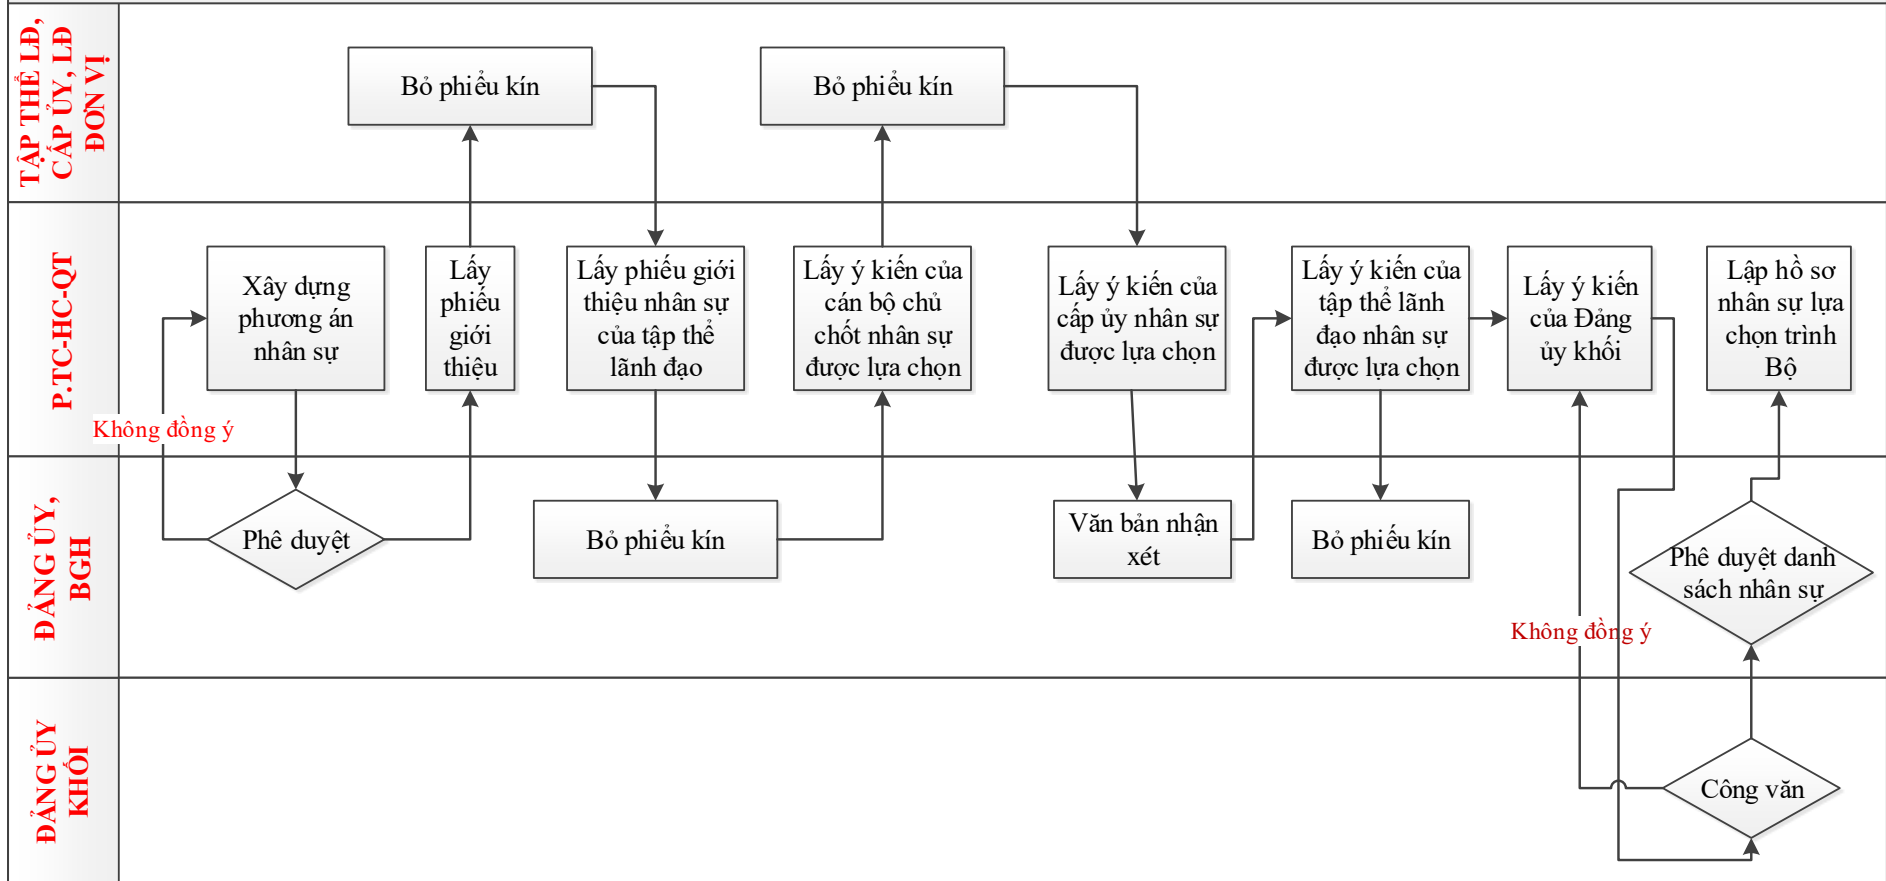 TẬP THỂ LĐ,
CẤP ỦY, LĐ
ĐƠN VỊ
Bỏ phiểu kín
Bỏ phiểu kín
P.TC-HC-QT
Xây dựng
phương án
nhân sự
Lấy
phiếu
giới
thiệu
Lấy phiếu giới
thiệu nhân sự
của tập thể
lãnh đạo
Lấy ý kiến của
cán bộ chủ
chốt nhân sự
được lựa chọn
Lấy ý kiến của
cấp ủy nhân sự
được lựa chọn
Lấy ý kiến của
tập thể lãnh
đạo nhân sự
được lựa chọn
Lấy ý kiến
của Đảng
ủy khối
Lập hồ sơ
nhân sự lựa
chọn trình
Bộ
Không đồng ý
ĐẢNG ỦY,
BGH
Phê duyệt
Bỏ phiểu kín
Văn bản nhận
xét
Bỏ phiếu kín
Phê duyệt danh
sách nhân sự
Không đồng ý
ĐẢNG ỦY
KHỐI
Công văn